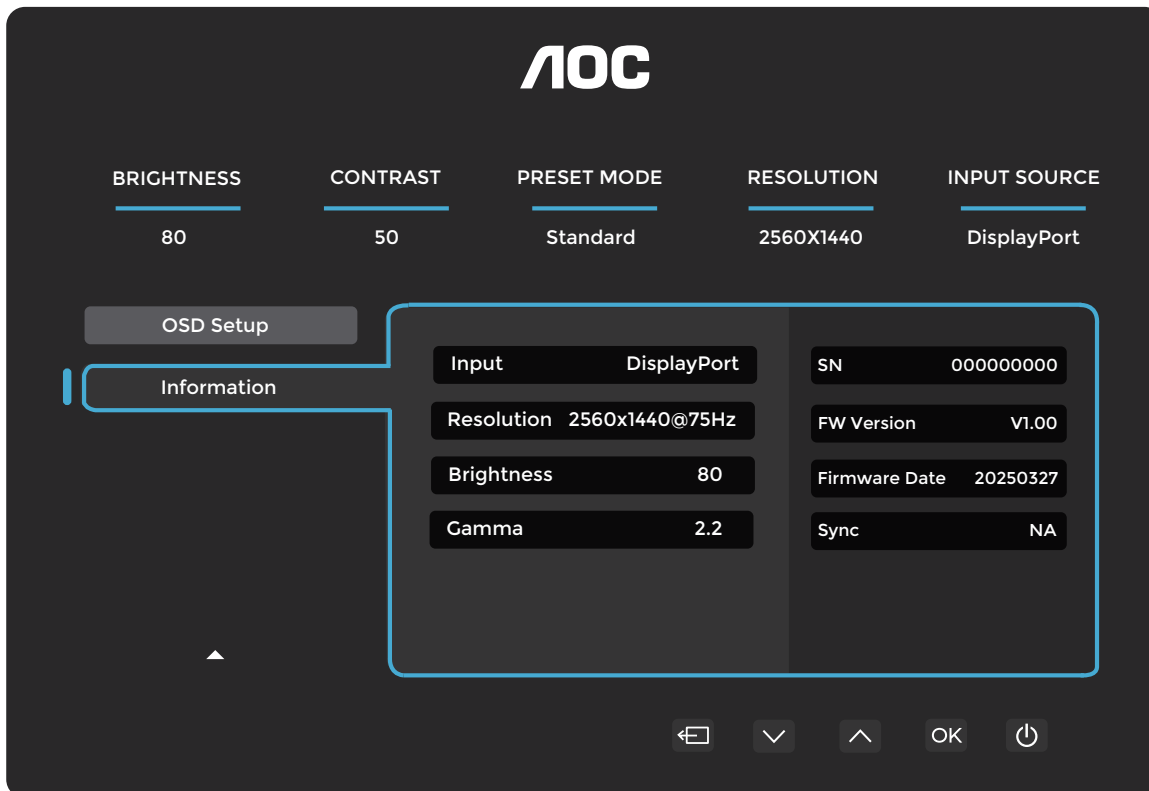 AOC
BRIGHTNESS CONTRAST PRESET MODE RESOLUTION INPUT SOURCE
80 50 Standard 2560X1440 DisplayPort
OSD Setup
Information
Input DisplayPort
Resolution 2560x1440@75Hz
Brightness 80
Gamma 2.2
SN 000000000
FW Version V1.00
Firmware Date 20250327
Sync NA
OK